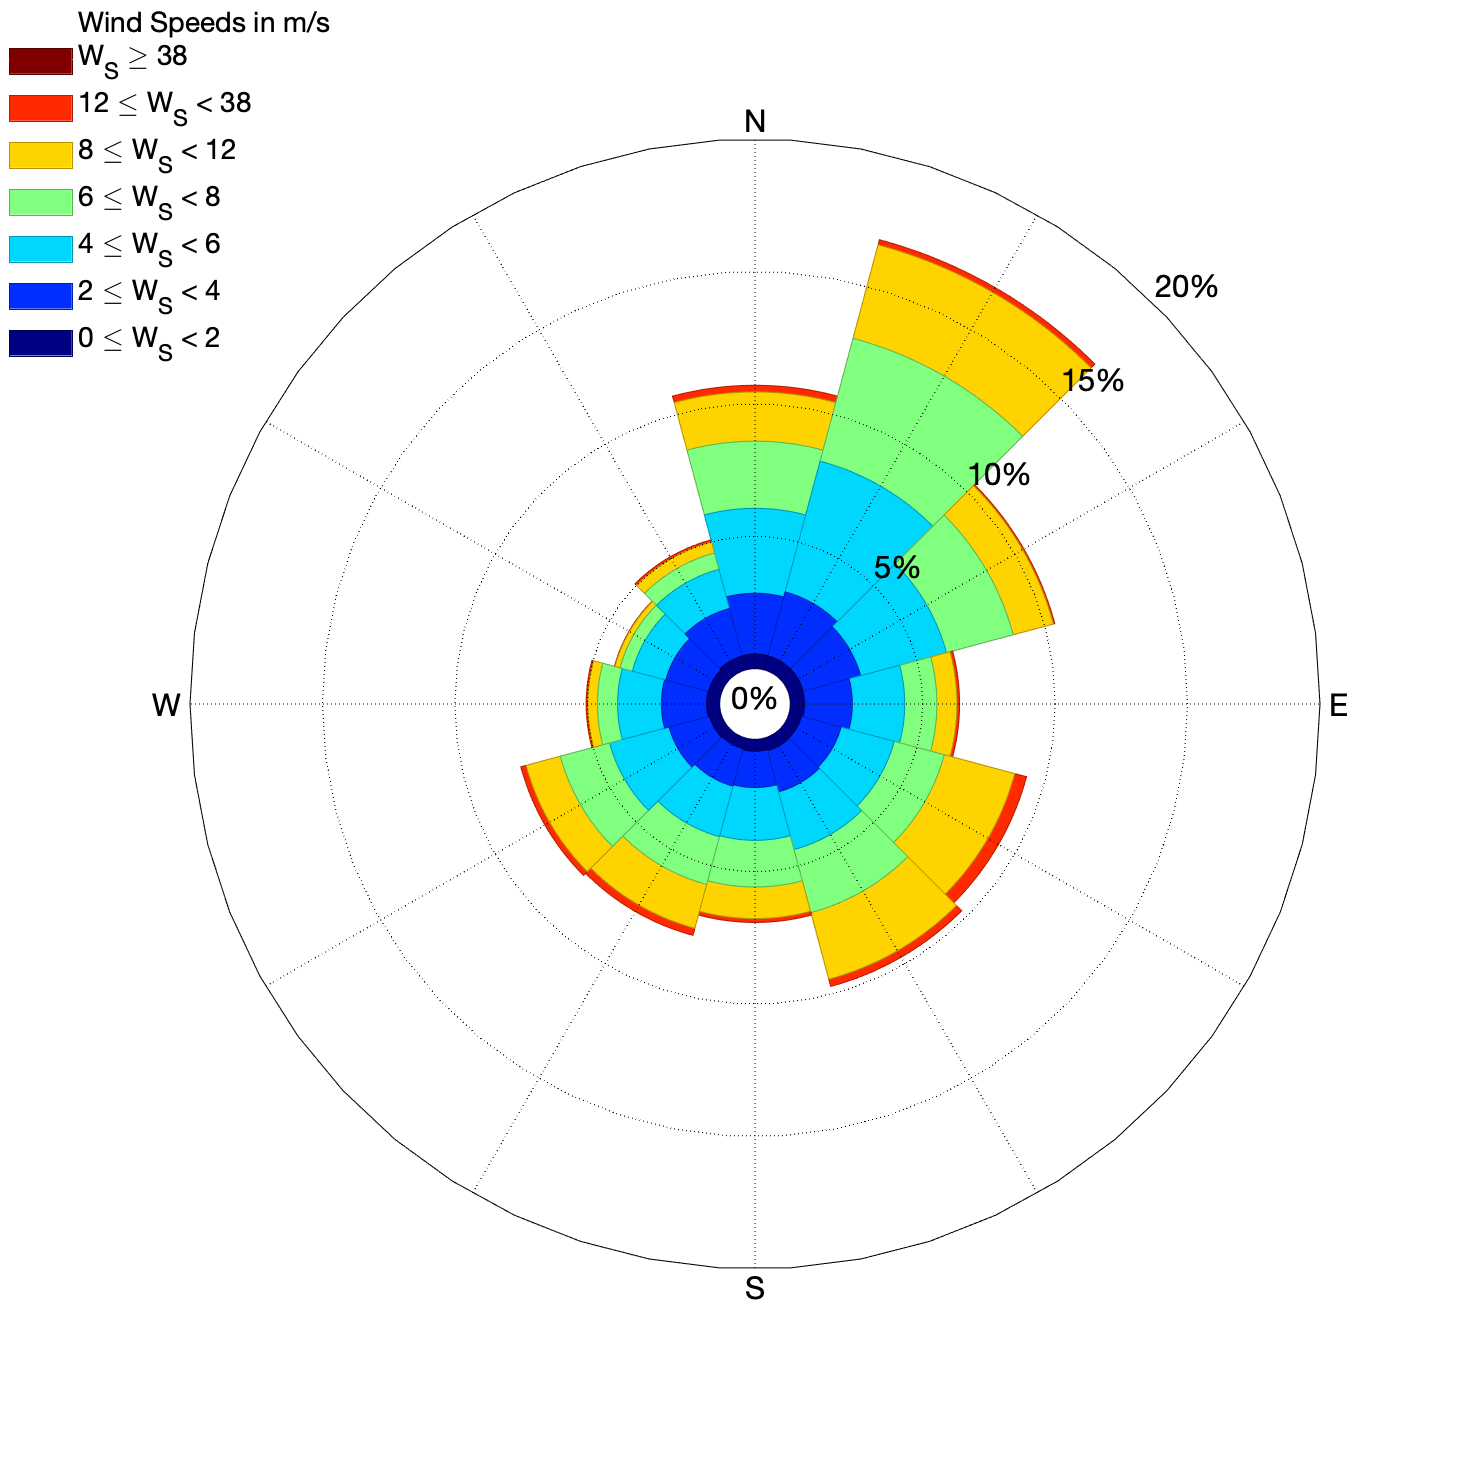 Wind Speeds in m/s
W_S ≥ 38
12 ≤ W_S < 38
8 ≤ W_S < 12
6 ≤ W_S < 8
4 ≤ W_S < 6
2 ≤ W_S < 4
0 ≤ W_S < 2
N
20%
15%
10%
5%
0%
W
E
S